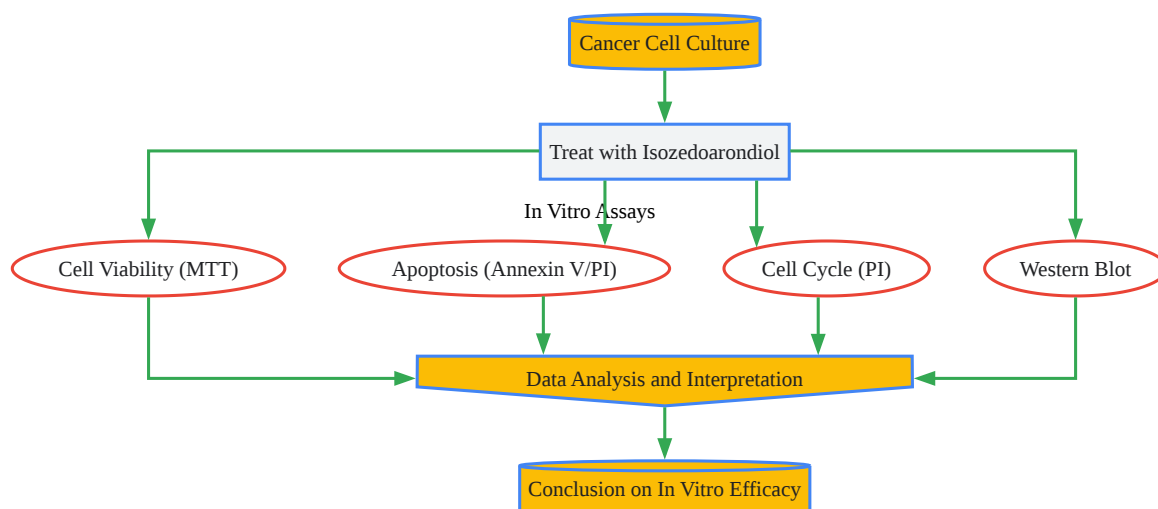 Cancer Cell Culture
Treat with Isozedoarondiol
In Vitro Assays
Cell Viability (MTT)
Apoptosis (Annexin V/PI)
Cell Cycle (PI)
Western Blot
Data Analysis and Interpretation
Conclusion on In Vitro Efficacy